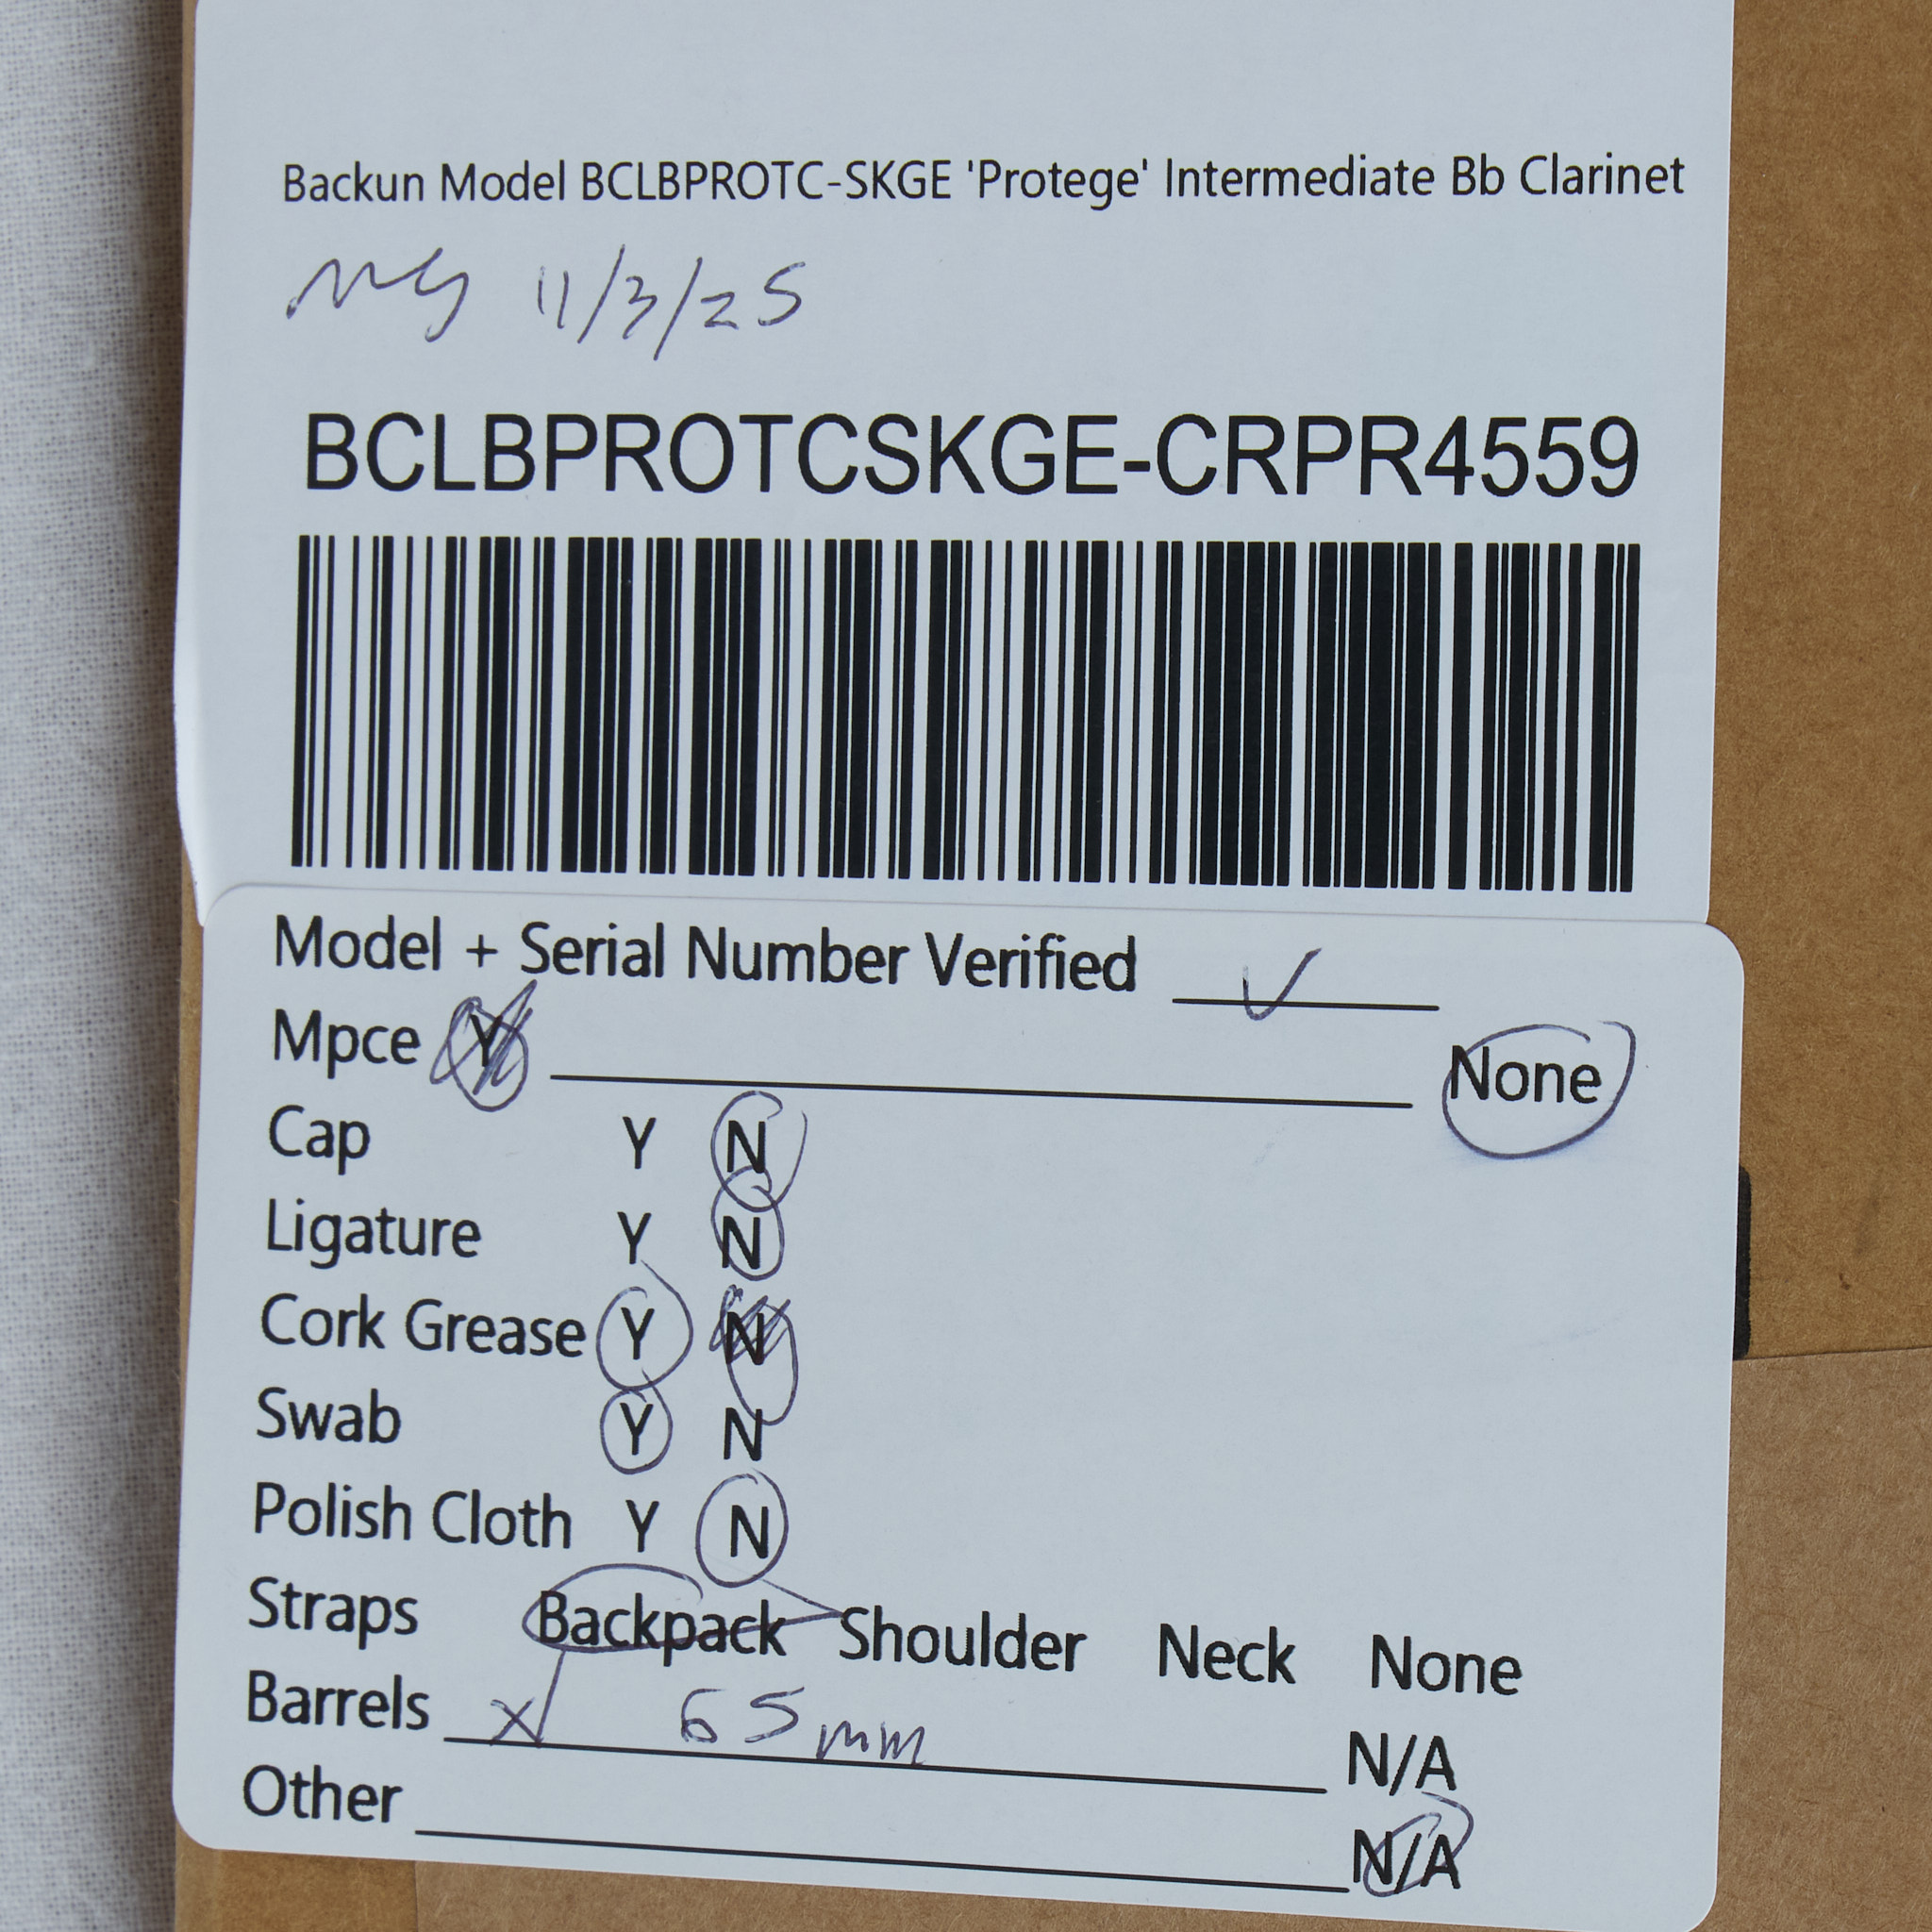 Backun Model BCLBPROTC-SKGE 'Protege' Intermediate Bb Clarinet
11/3/25
BCLBPROTCSKGE-CRPR4559
Model + Serial Number Verified ✓
Mpce Y None
Cap Y N
Ligature Y N
Cork Grease Y N
Swab Y N
Polish Cloth Y N
Straps Backpack Shoulder Neck None
Barrels x1 65mm N/A
Other N/A